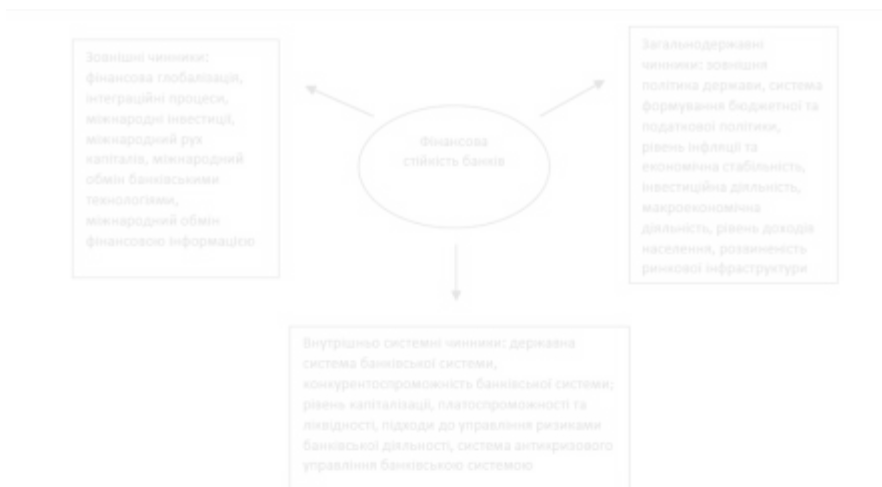 Зовнішні чинники:
фінансова глобалізація,
інтеграційні процеси,
міжнародні інвестиції,
міжнародний рух
капіталів, міжнародний
обмін банківськими
технологіями,
міжнародний обмін
фінансовою інформацією
Фінансова
стійкість банків
Загальнодержавні
чинники: зовнішня
політика держави, система
формування бюджетної та
податкової політики,
рівень інфляції та
економічна стабільність,
інвестиційна діяльність,
макроекономічна
діяльність, рівень доходів
населення, розвиненість
ринкової інфраструктури
Внутрішньо системні чинники: державна
система банківської системи,
конкурентоспроможність банківської системи;
рівень капіталізації, платоспроможності та
ліквідності, підходи до управління ризиками
банківської діяльності, система антикризового
управління банківською системою